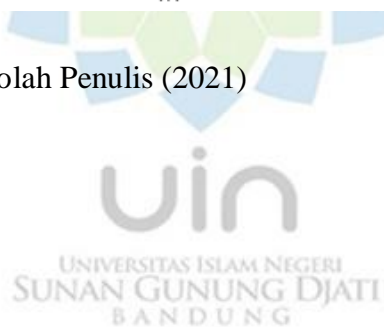 olah Penulis (2021)
uin
UNIVERSITAS ISLAM NEGERI
SUNAN GUNUNG DJATI
BANDUNG